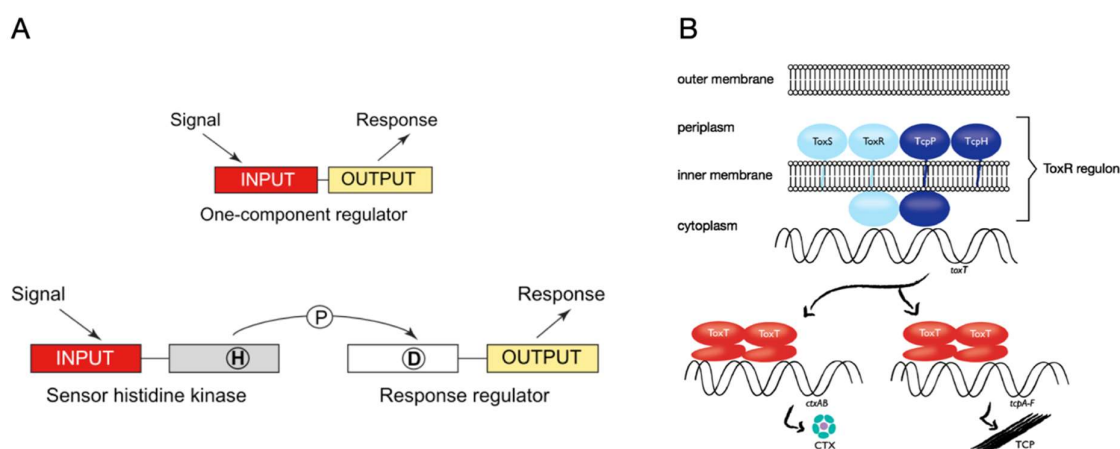 A
Signal
Response
INPUT
OUTPUT
One-component regulator
Signal
Response
P
INPUT
H
D
OUTPUT
Sensor histidine kinase
Response regulator
B
outer membrane
periplasm
ToxS
ToxR
TcpP
TcpH
inner membrane
ToxR regulon
cytoplasm
toxT
ToxT
ToxT
ToxT
ToxT
ctxAB
tcpA-F
CTX
TCP